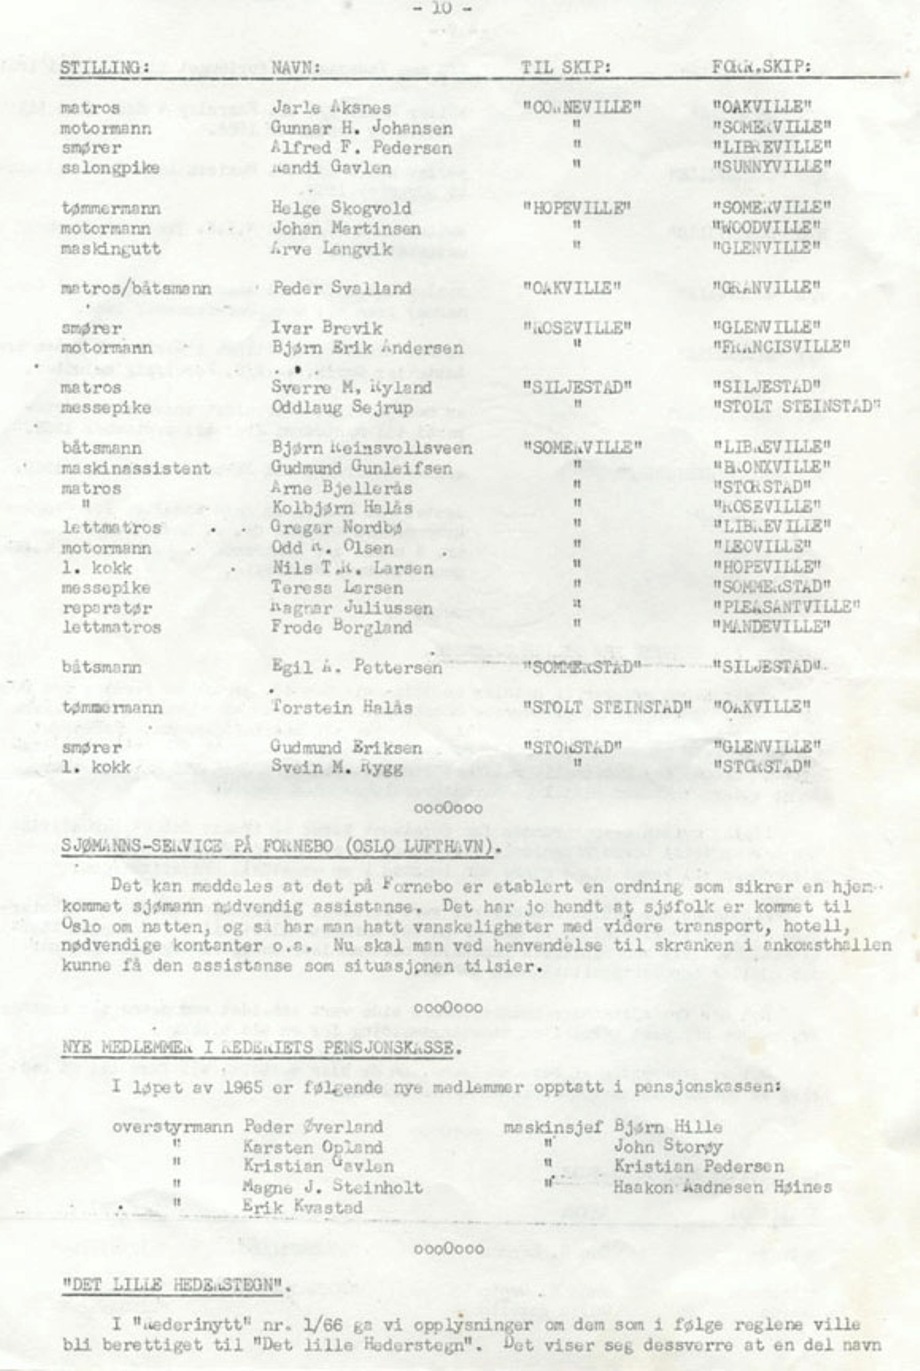 - 10 -
STILLING: NAVN: TIL SKIP: FORR.SKIP:
matros Jarle Aksnes "CORNEVILLE" "OAKVILLE"
motormann Gunnar H. Johansen " "SOMERVILLE"
smører Alfred F. Pedersen " "LIBREVILLE"
salongpike Randi Gavlen " "SUNNYVILLE"
tømmermann Helge Skogvold "HOPEVILLE" "SOMERVILLE"
motormann Johan Martinsen " "WOODVILLE"
maskingutt Arve Langvik " "GLENVILLE"
matros/båtsmann Peder Svalland "OAKVILLE" "GRANVILLE"
smører Ivar Brevik "ROSEVILLE" "GLENVILLE"
motormann Bjørn Erik Andersen " "FRANCISVILLE"
matros Sverre M. Ryland "SILJESTAD" "SILJESTAD"
messepike Oddlaug Sejrup " "STOLT STEINSTAD"
båtsmann Bjørn Reinsvollsveen "SOMERVILLE" "LIBREVILLE"
maskinassistent Gudmund Gunleifsen " "BRONXVILLE"
matros Arne Bjellerås " "STORSTAD"
" Kolbjørn Halås " "ROSEVILLE"
lettmatros Gregar Nordbø " "LIBREVILLE"
motormann Odd R. Olsen " "LEOVILLE"
1. kokk Nils T.R. Larsen " "HOPEVILLE"
messepike Teresa Larsen " "SOMMERSTAD"
reparatør Ragnar Juliussen " "PLEASANTVILLE"
lettmatros Frode Borgland " "MANDEVILLE"
båtsmann Egil A. Pettersen "SOMMERSTAD" "SILJESTAD"
tømmermann Torstein Halås "STOLT STEINSTAD" "OAKVILLE"
smører Gudmund Eriksen "STORSTAD" "GLENVILLE"
1. kokk Svein M. Rygg " "STORSTAD"
oooOooo
SJØMANNS-SERVICE PÅ FORNEBO (OSLO LUFTHAVN).
Det kan meddeles at det på Fornebo er etablert en ordning som sikrer en hjem-
kommet sjømann nødvendig assistanse. Det har jo hendt at sjøfolk er kommet til
Oslo om natten, og så har man hatt vanskeligheter med videre transport, hotell,
nødvendige kontanter o.s. Nu skal man ved henvendelse til skranken i ankomsthallen
kunne få den assistanse som situasjonen tilsier.
oooOooo
NYE MEDLEMMER I REDERIETS PENSJONSKASSE.
I løpet av 1965 er følgende nye medlemmer opptatt i pensjonskassen:
overstyrmann Peder Øverland maskinsjef Bjørn Hille
" Karsten Opland " John Storøy
" Kristian Gavlen " Kristian Pedersen
" Magne J. Steinholt " Haakon Aadnesen Høines
" Erik Kvastad
oooOooo
"DET LILLE HEDERSTEGN".
I "Rederinytt" nr. 1/66 ga vi opplysninger om dem som i følge reglene ville
bli berettiget til "Det lille Hederstegn". Det viser seg dessverre at en del navn